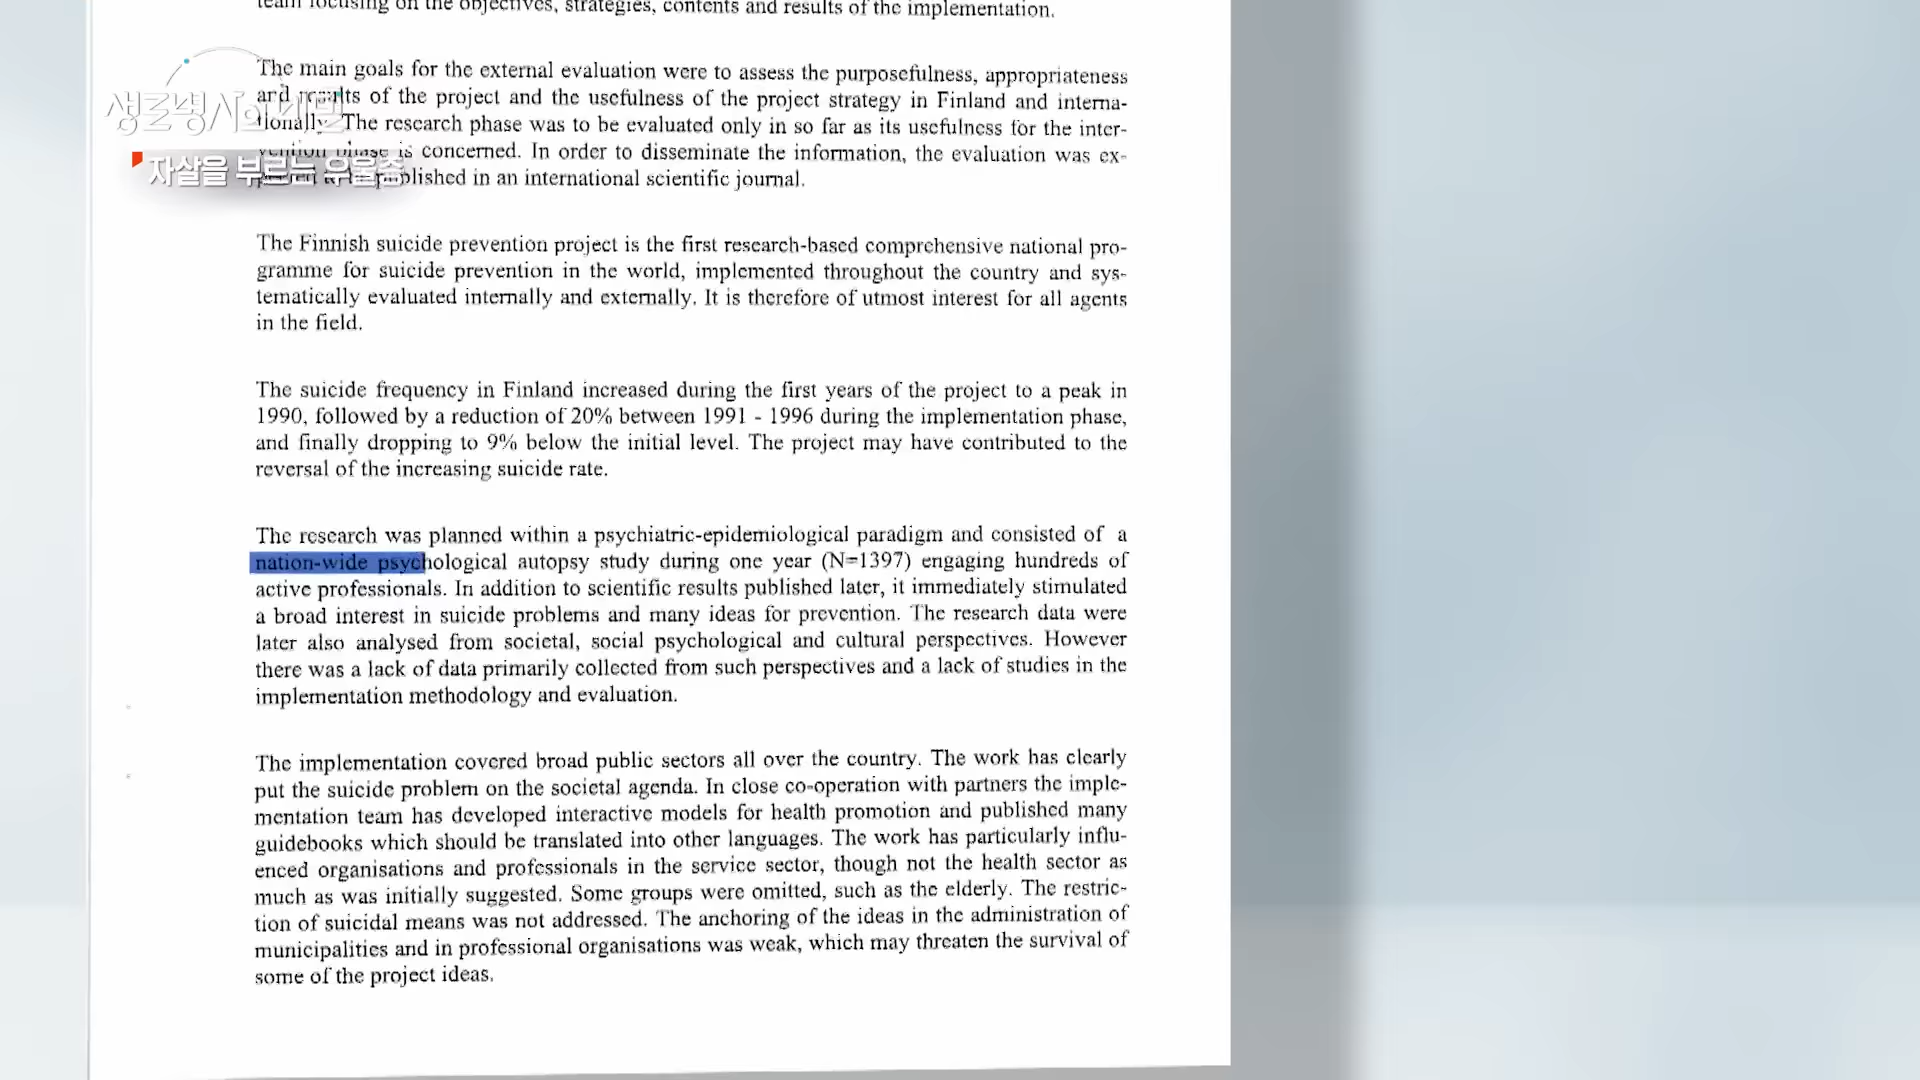 team focusing on the objectives, strategies, contents and results of the implementation.
생로병사의 비밀
자살을 부르는 우울증
The main goals for the external evaluation were to assess the purposefulness, appropriateness
and results of the project and the usefulness of the project strategy in Finland and interna-
tionally. The research phase was to be evaluated only in so far as its usefulness for the inter-
vention phase is concerned. In order to disseminate the information, the evaluation was ex-
pected to be published in an international scientific journal.
The Finnish suicide prevention project is the first research-based comprehensive national pro-
gramme for suicide prevention in the world, implemented throughout the country and sys-
tematically evaluated internally and externally. It is therefore of utmost interest for all agents
in the field.
The suicide frequency in Finland increased during the first years of the project to a peak in
1990, followed by a reduction of 20% between 1991 - 1996 during the implementation phase,
and finally dropping to 9% below the initial level. The project may have contributed to the
reversal of the increasing suicide rate.
The research was planned within a psychiatric-epidemiological paradigm and consisted of a
nation-wide psychological autopsy study during one year (N=1397) engaging hundreds of
active professionals. In addition to scientific results published later, it immediately stimulated
a broad interest in suicide problems and many ideas for prevention. The research data were
later also analysed from societal, social psychological and cultural perspectives. However
there was a lack of data primarily collected from such perspectives and a lack of studies in the
implementation methodology and evaluation.
The implementation covered broad public sectors all over the country. The work has clearly
put the suicide problem on the societal agenda. In close co-operation with partners the imple-
mentation team has developed interactive models for health promotion and published many
guidebooks which should be translated into other languages. The work has particularly influ-
enced organisations and professionals in the service sector, though not the health sector as
much as was initially suggested. Some groups were omitted, such as the elderly. The restric-
tion of suicidal means was not addressed. The anchoring of the ideas in the administration of
municipalities and in professional organisations was weak, which may threaten the survival of
some of the project ideas.